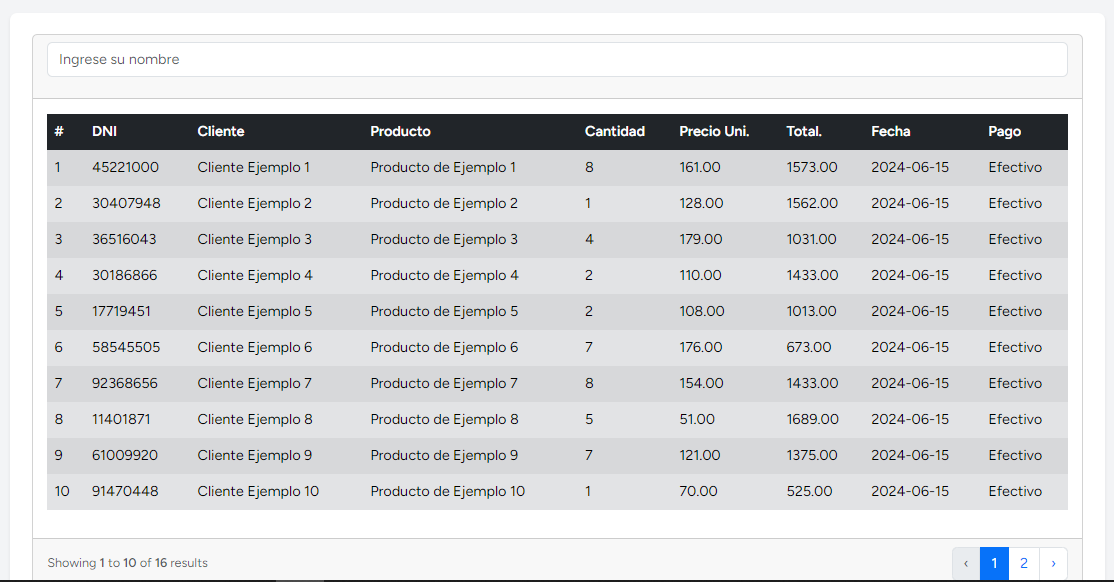 Ingrese su nombre
# DNI Cliente Producto Cantidad Precio Uni. Total. Fecha Pago
1 45221000 Cliente Ejemplo 1 Producto de Ejemplo 1 8 161.00 1573.00 2024-06-15 Efectivo
2 30407948 Cliente Ejemplo 2 Producto de Ejemplo 2 1 128.00 1562.00 2024-06-15 Efectivo
3 36516043 Cliente Ejemplo 3 Producto de Ejemplo 3 4 179.00 1031.00 2024-06-15 Efectivo
4 30186866 Cliente Ejemplo 4 Producto de Ejemplo 4 2 110.00 1433.00 2024-06-15 Efectivo
5 17719451 Cliente Ejemplo 5 Producto de Ejemplo 5 2 108.00 1013.00 2024-06-15 Efectivo
6 58545505 Cliente Ejemplo 6 Producto de Ejemplo 6 7 176.00 673.00 2024-06-15 Efectivo
7 92368656 Cliente Ejemplo 7 Producto de Ejemplo 7 8 154.00 1433.00 2024-06-15 Efectivo
8 11401871 Cliente Ejemplo 8 Producto de Ejemplo 8 5 51.00 1689.00 2024-06-15 Efectivo
9 61009920 Cliente Ejemplo 9 Producto de Ejemplo 9 7 121.00 1375.00 2024-06-15 Efectivo
10 91470448 Cliente Ejemplo 10 Producto de Ejemplo 10 1 70.00 525.00 2024-06-15 Efectivo
Showing 1 to 10 of 16 results ‹ 1 2 ›